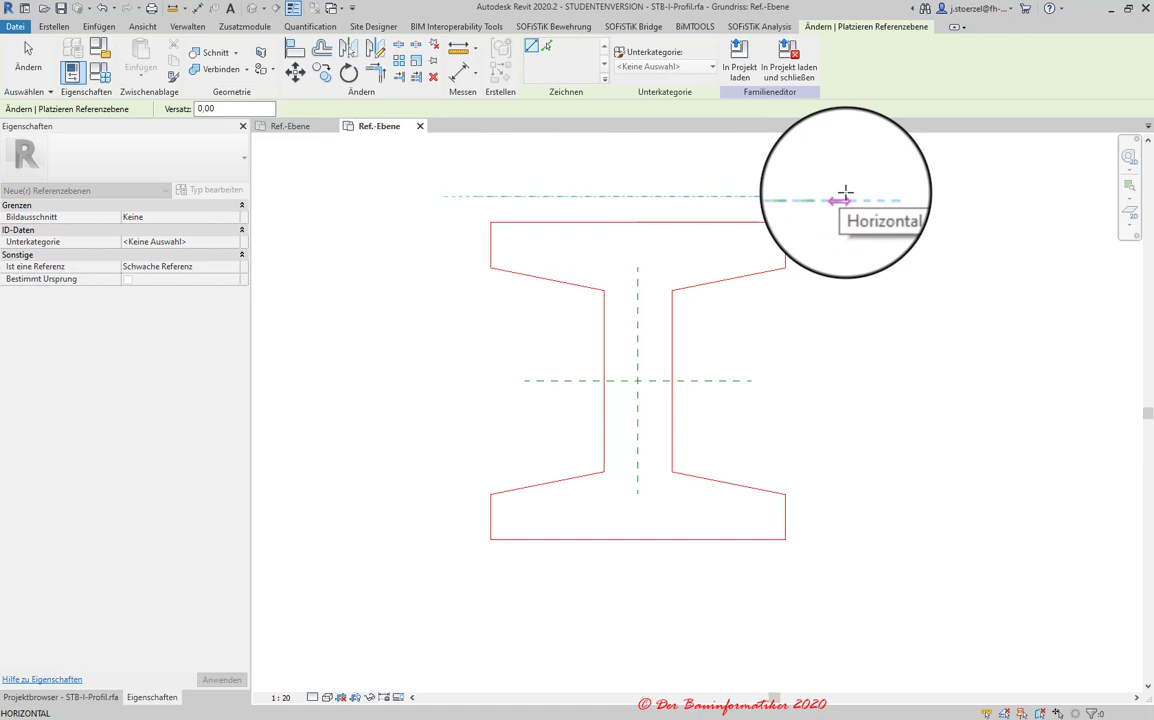 Autodesk Revit 2020.2 - STUDENTENVERSION - STB-I-Profil.rfa - Grundriss: Ref.-Ebene
j.stoerzel@fh-...
Datei Erstellen Einfügen Ansicht Verwalten Zusatzmodule Quantification Site Designer BIM Interoperability Tools SOFiSTiK Bewehrung SOFiSTiK Bridge BiMTOOLS SOFiSTiK Analysis Ändern | Platzieren Referenzebene
Ändern
Einfügen
Schnitt
Verbinden
Erstellen
Unterkategorie:
<Keine Auswahl>
In Projekt laden
In Projekt laden und schließen
Auswählen Eigenschaften Zwischenablage Geometrie Ändern Messen Erstellen Zeichnen Unterkategorie Familieneditor
Ändern | Platzieren Referenzebene Versatz: 0,00
Eigenschaften
Ref.-Ebene
Ref.-Ebene
Neue(r) Referenzebenen
Typ bearbeiten
Grenzen
Bildausschnitt Keine
ID-Daten
Unterkategorie <Keine Auswahl>
Sonstige
Ist eine Referenz Schwache Referenz
Bestimmt Ursprung
Horizontal
Hilfe zu Eigenschaften
Anwenden
Projektbrowser - STB-I-Profil.rfa Eigenschaften
1 : 20
© Der Bauinformatiker 2020
HORIZONTAL
:0